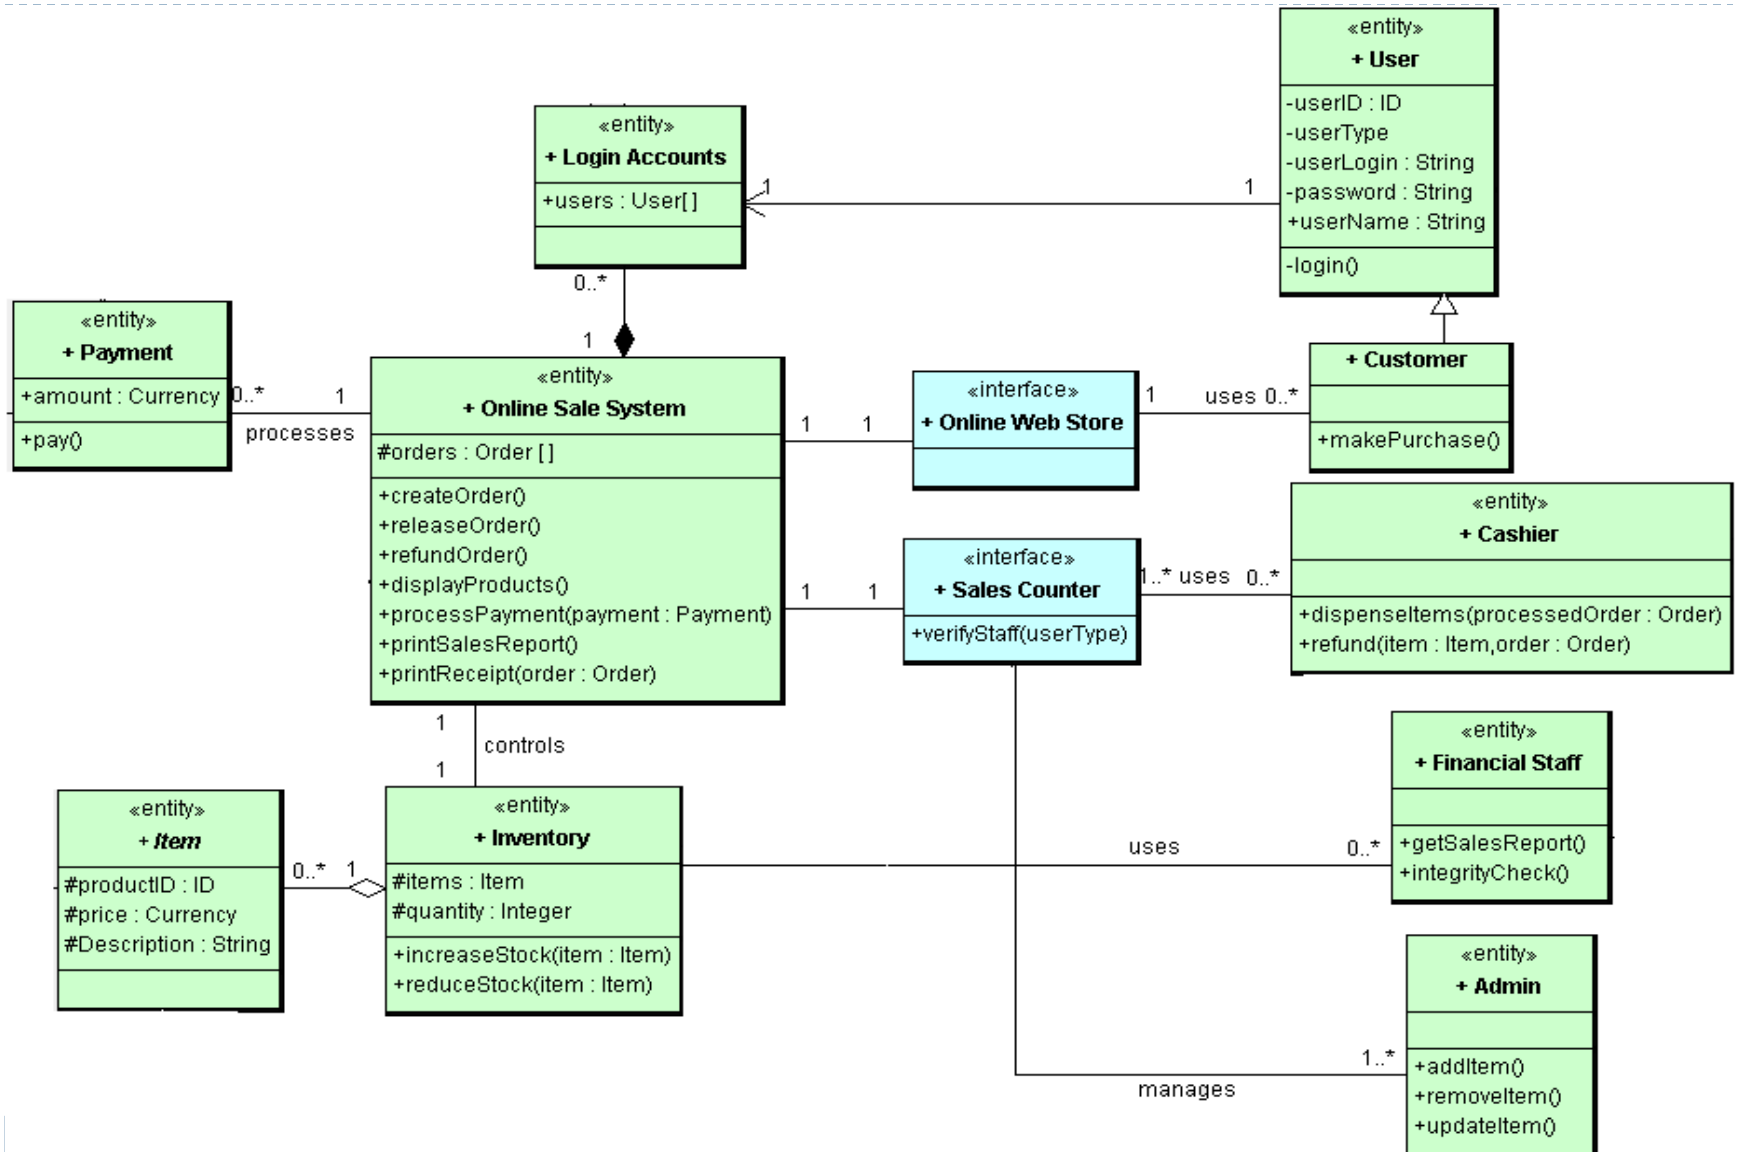 «entity»
+ User
-userID : ID
-userType
-userLogin : String
-password : String
+userName : String
-login()
«entity»
+ Login Accounts
+users : User[]
1
1
0..*
1
«entity»
+ Payment
+amount : Currency
+pay()
0..*
1
processes
«entity»
+ Online Sale System
#orders : Order []
+createOrder()
+releaseOrder()
+refundOrder()
+displayProducts()
+processPayment(payment : Payment)
+printSalesReport()
+printReceipt(order : Order)
1
1
«interface»
+ Online Web Store
1
uses 0..*
+ Customer
+makePurchase()
1
1
«interface»
+ Sales Counter
+verifyStaff(userType)
1..* uses 0..*
«entity»
+ Cashier
+dispenseItems(processedOrder : Order)
+refund(item : Item,order : Order)
1
controls
1
«entity»
+ Item
#productID : ID
#price : Currency
#Description : String
0..*
1
«entity»
+ Inventory
#items : Item
#quantity : Integer
+increaseStock(item : Item)
+reduceStock(item : Item)
uses
0..*
«entity»
+ Financial Staff
+getSalesReport()
+integrityCheck()
manages
1..*
«entity»
+ Admin
+addItem()
+removeItem()
+updateItem()